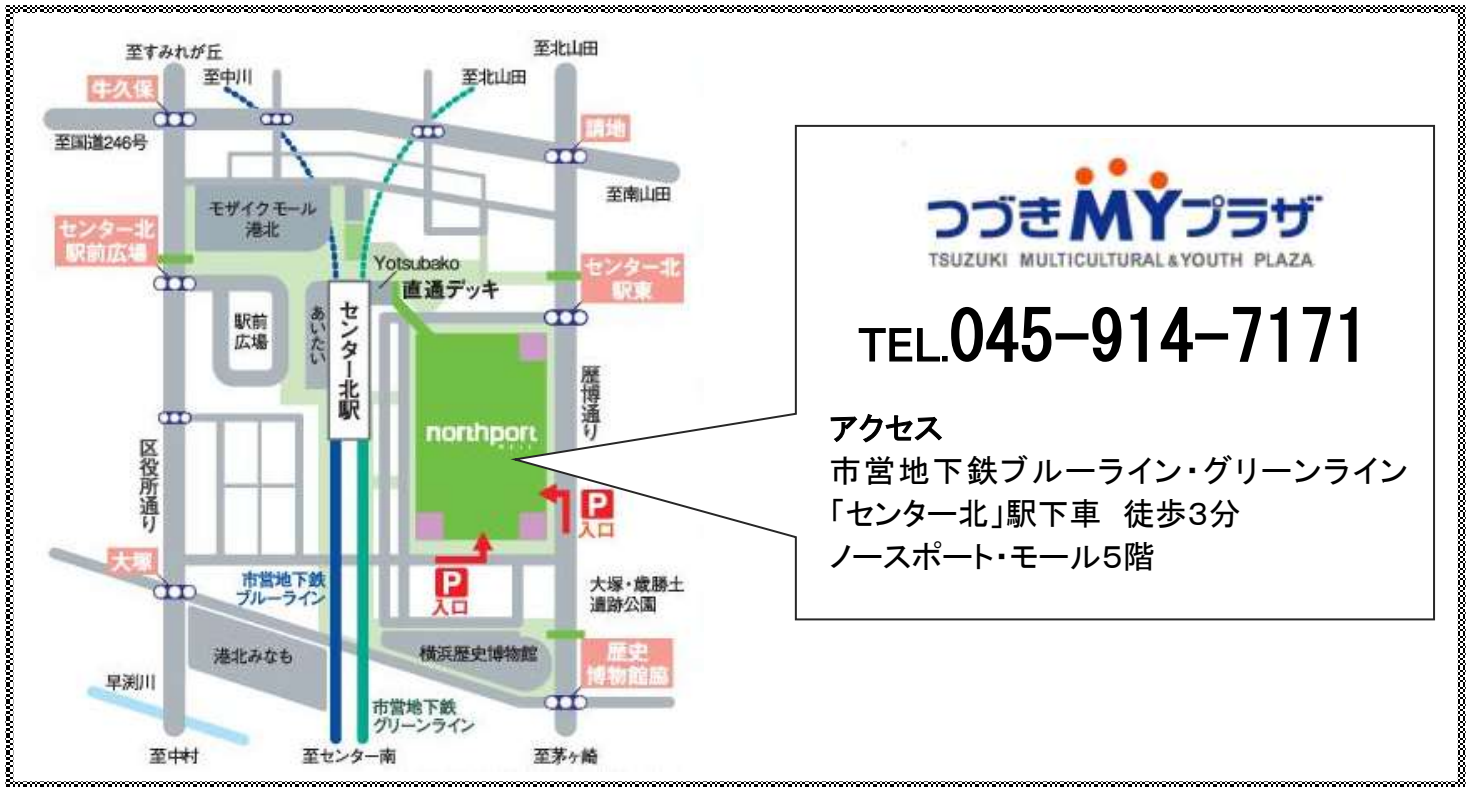 至すみれが丘
至中川
至北山田
至北山田
牛久保
至国道246号
請地
至南山田
モザイクモール
港北
センター北
駅前広場
Yotsubako
直通デッキ
センター北
駅東
駅前
広場
あいたい
センター北駅
歴博通り
northport
MALL
区役所通り
P
入口
P
入口
大塚
市営地下鉄
ブルーライン
大塚・歳勝土
遺跡公園
港北みなも
横浜歴史博物館
歴史
博物館脇
早渕川
市営地下鉄
グリーンライン
至中村
至センター南
至茅ヶ崎
つづきMYプラザ
TSUZUKI MULTICULTURAL&YOUTH PLAZA
TEL.045-914-7171
アクセス
市営地下鉄ブルーライン・グリーンライン
「センター北」駅下車　徒歩3分
ノースポート・モール5階